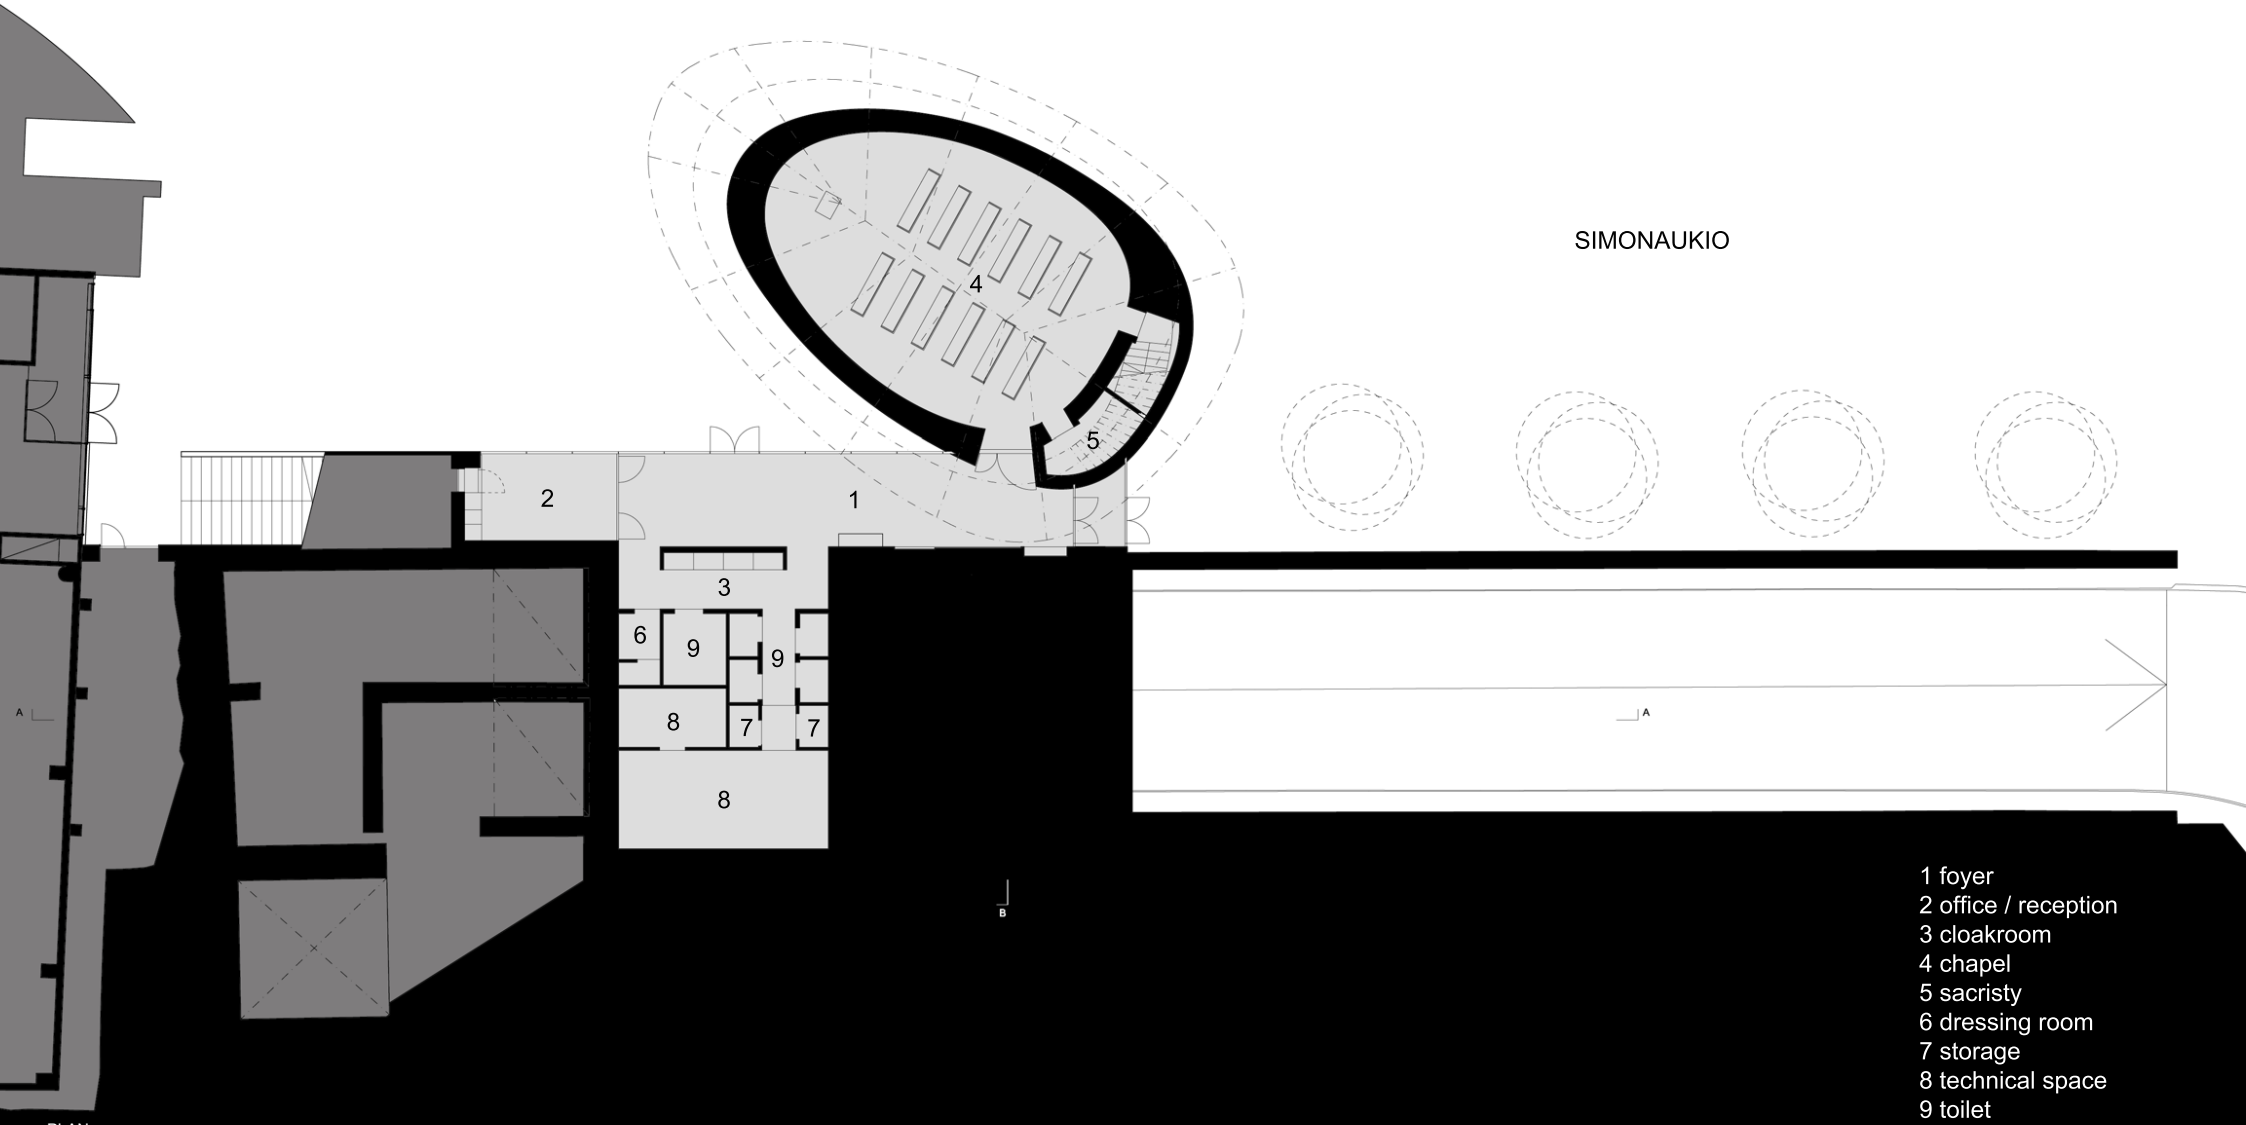 SIMONAUKIO
4
5
2
1
3
6
9
9
8
7
7
8
A
A
B
1 foyer
2 office / reception
3 cloakroom
4 chapel
5 sacristy
6 dressing room
7 storage
8 technical space
9 toilet